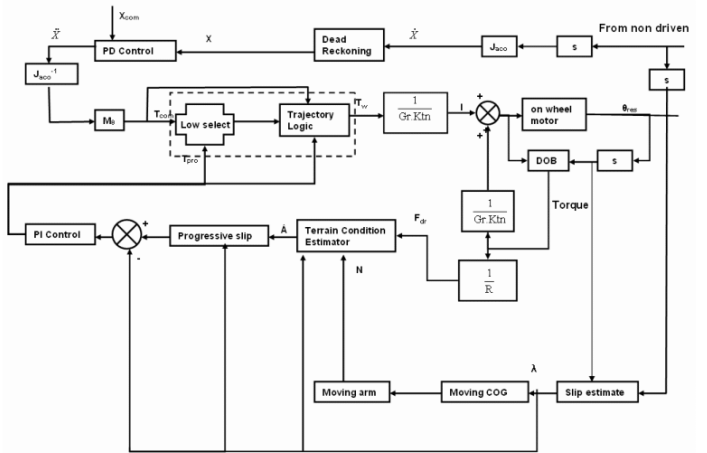 X_com
From non driven
Ẍ
PD Control
X
Dead
Reckoning
Ẋ
J_aco
s
J_aco^-1
s
M_θ
T_com
Low select
Trajectory
Logic
T_w
1
Gr.Ktn
I
+
+
on wheel
motor
θ_res
T_pro
DOB
s
Torque
1
Gr.Ktn
PI Control
+
-
Progressive slip
Å
Terrain Condition
Estimator
F_dr
1
R
N
λ
Moving arm
Moving COG
Slip estimate